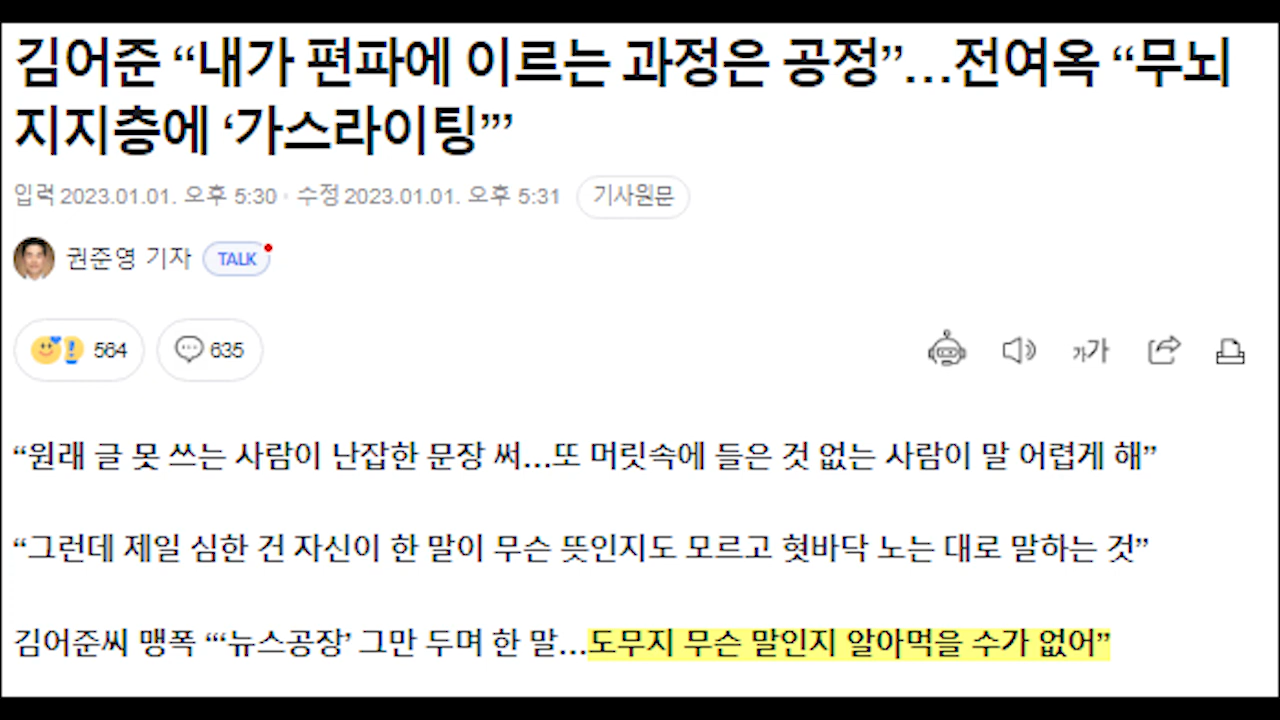 김어준 “내가 편파에 이르는 과정은 공정”…전여옥 “무뇌
지지층에 ‘가스라이팅’”
입력 2023.01.01. 오후 5:30 · 수정 2023.01.01. 오후 5:31 기사원문
권준영 기자 TALK
564 635 가가
“원래 글 못 쓰는 사람이 난잡한 문장 써…또 머릿속에 들은 것 없는 사람이 말 어렵게 해”
“그런데 제일 심한 건 자신이 한 말이 무슨 뜻인지도 모르고 혓바닥 노는 대로 말하는 것”
김어준씨 맹폭 “‘뉴스공장’ 그만 두며 한 말…도무지 무슨 말인지 알아먹을 수가 없어”